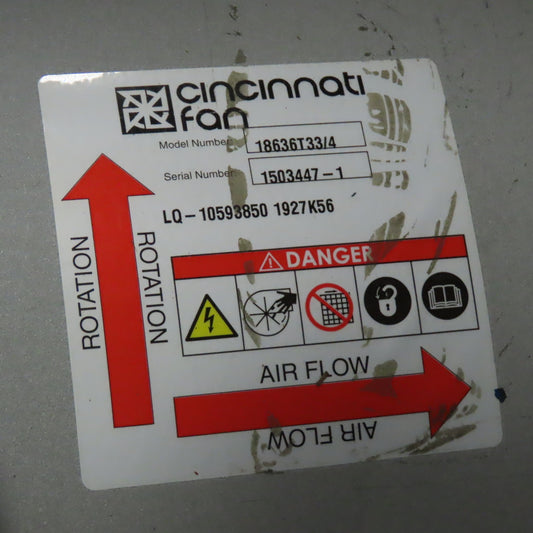 cincinnati
fan
Model Number: 18636T33/4
Serial Number: 1503447-1
LQ-10593850 1927K56
DANGER
ROTATION
ROTATION
AIR FLOW
AIR FLOW